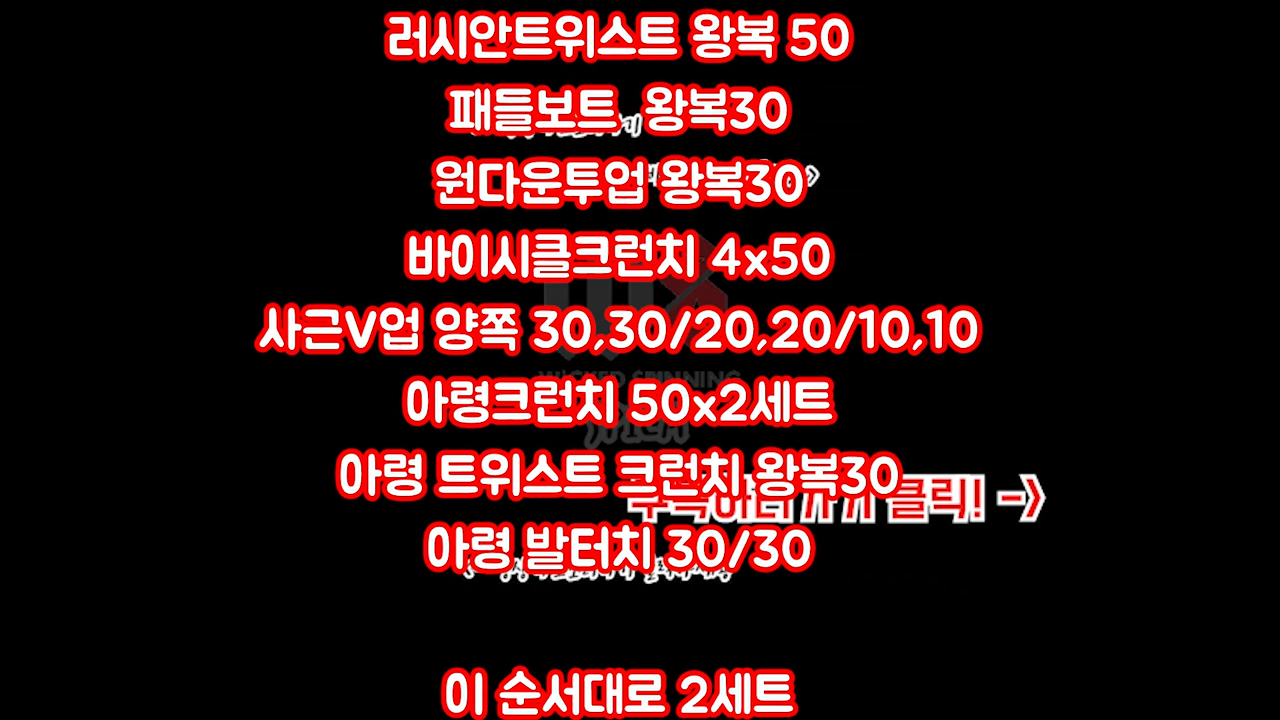 러시안트위스트 왕복 50
패들보트 왕복30
원다운투업 왕복30
바이시클크런치 4x50
사근V업 양쪽 30,30/20,20/10,10
WICKED SPINNING
아령크런치 50x2세트
아령 트위스트 크런치 왕복30
클릭! -》
아령 발터치 30/30
이 순서대로 2세트